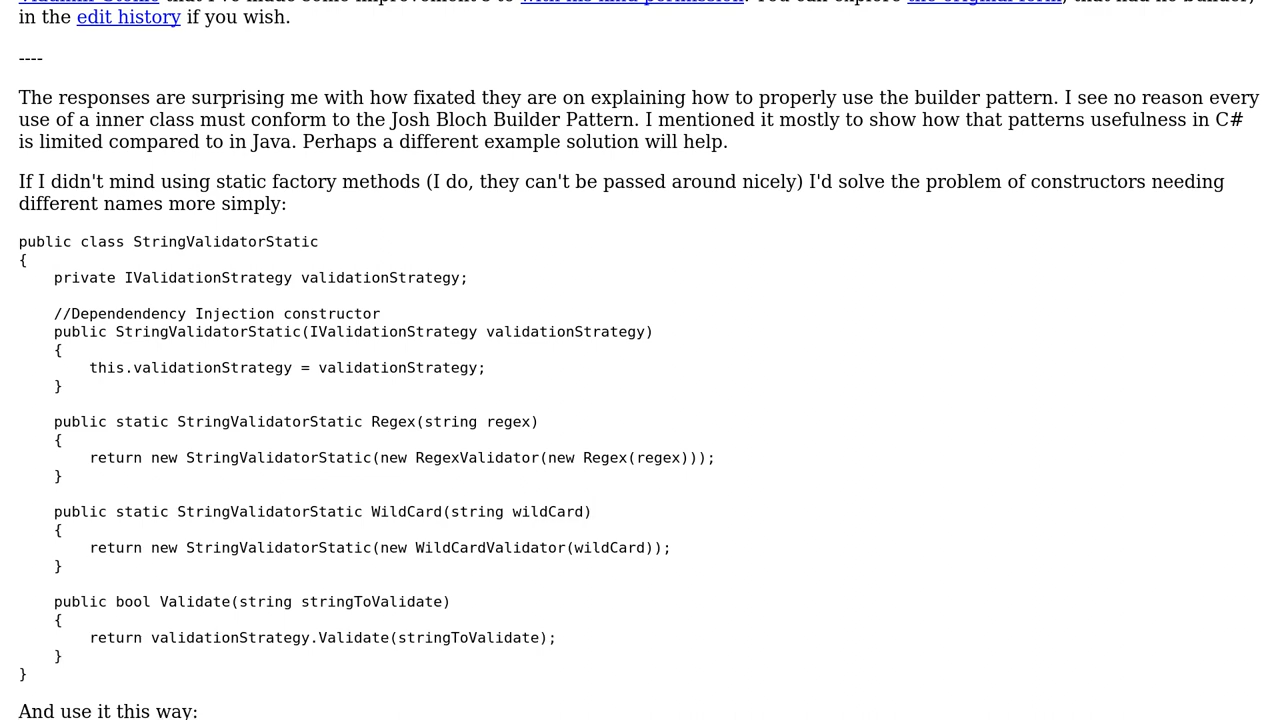 in the edit history if you wish.
----
The responses are surprising me with how fixated they are on explaining how to properly use the builder pattern. I see no reason every
use of a inner class must conform to the Josh Bloch Builder Pattern. I mentioned it mostly to show how that patterns usefulness in C#
is limited compared to in Java. Perhaps a different example solution will help.
If I didn't mind using static factory methods (I do, they can't be passed around nicely) I'd solve the problem of constructors needing
different names more simply:
public class StringValidatorStatic
{
    private IValidationStrategy validationStrategy;
    //Dependendency Injection constructor
    public StringValidatorStatic(IValidationStrategy validationStrategy)
    {
        this.validationStrategy = validationStrategy;
    }
    public static StringValidatorStatic Regex(string regex)
    {
        return new StringValidatorStatic(new RegexValidator(new Regex(regex)));
    }
    public static StringValidatorStatic WildCard(string wildCard)
    {
        return new StringValidatorStatic(new WildCardValidator(wildCard));
    }
    public bool Validate(string stringToValidate)
    {
        return validationStrategy.Validate(stringToValidate);
    }
}
And use it this way: